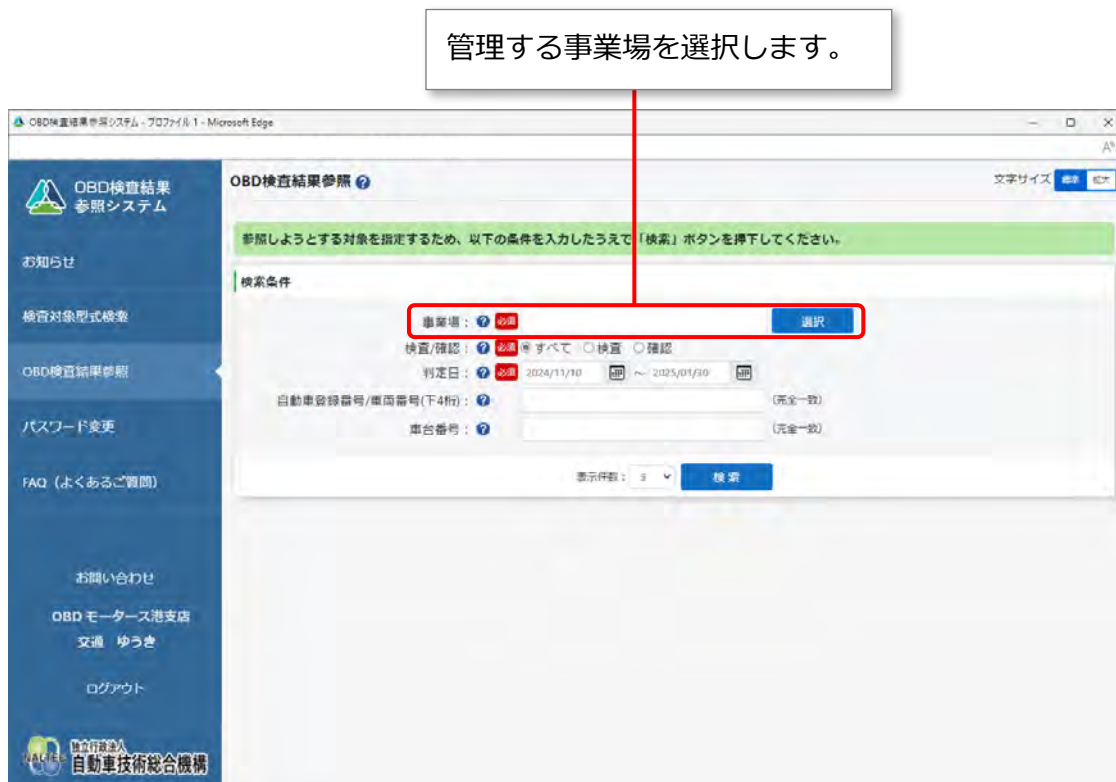 管理する事業場を選択します。
OBD検査結果参照システム - プロファイル 1 - Microsoft Edge
OBD検査結果
参照システム
OBD検査結果参照
文字サイズ 標準 拡大
参照しようとする対象を指定するため、以下の条件を入力したうえで「検索」ボタンを押下してください。
お知らせ
検索条件
検査対象型式検索
事業場： 必須 選択
検査/確認： 必須 すべて 検査 確認
OBD検査結果参照
判定日： 必須 2024/11/10 ～ 2025/01/30
自動車登録番号/車両番号(下4桁)： (完全一致)
パスワード変更
車台番号： (完全一致)
FAQ（よくあるご質問）
表示件数： 5 検索
お問い合わせ
OBD モータース港支店
交通 ゆうき
ログアウト
独立行政法人
自動車技術総合機構
NALTEC